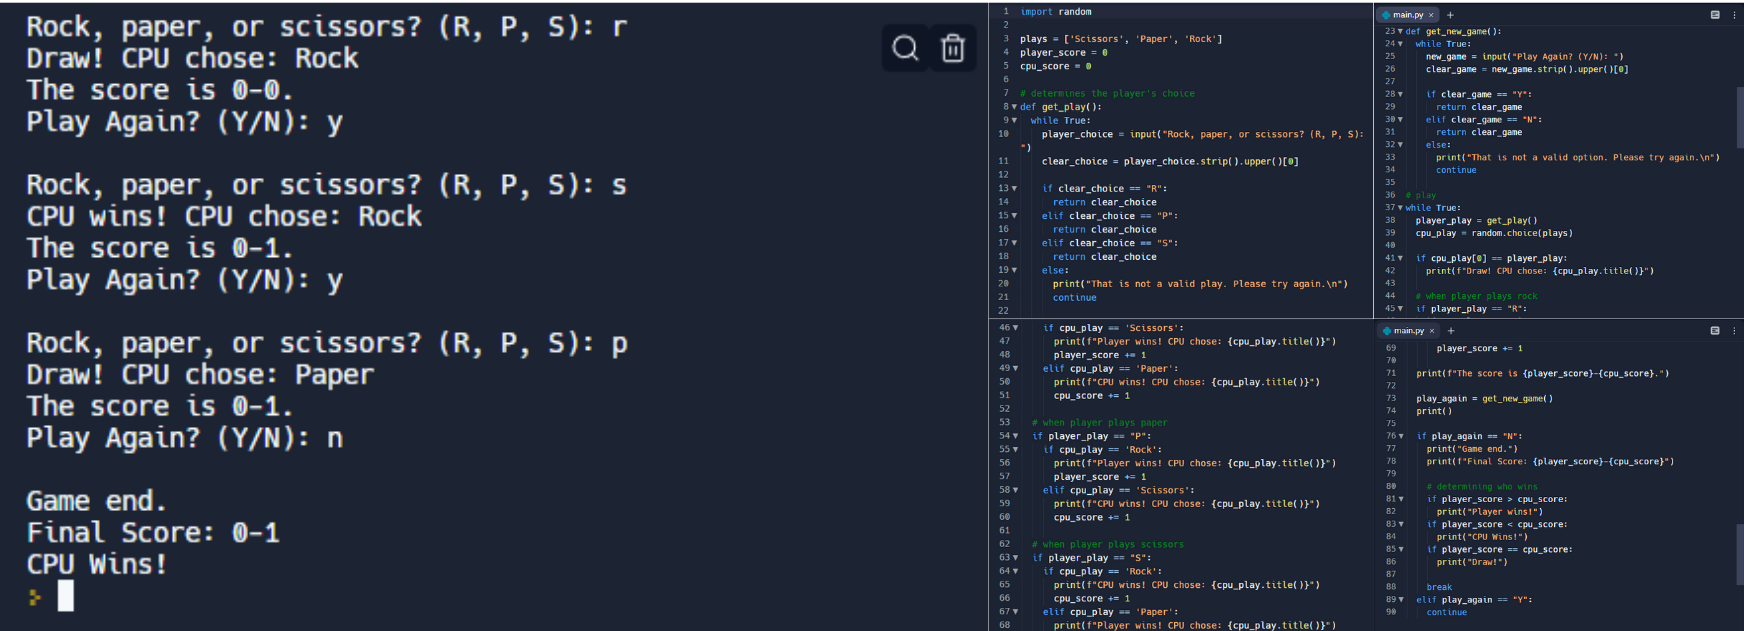 Rock, paper, or scissors? (R, P, S): r
Draw! CPU chose: Rock
The score is 0-0.
Play Again? (Y/N): y

Rock, paper, or scissors? (R, P, S): s
CPU wins! CPU chose: Rock
The score is 0-1.
Play Again? (Y/N): y

Rock, paper, or scissors? (R, P, S): p
Draw! CPU chose: Paper
The score is 0-1.
Play Again? (Y/N): n

Game end.
Final Score: 0-1
CPU Wins!
1 import random
2
3 plays = ['Scissors', 'Paper', 'Rock']
4 player_score = 0
5 cpu_score = 0
6
7 # determines the player's choice
8 def get_play():
9   while True:
10     player_choice = input("Rock, paper, or scissors? (R, P, S):
")
11     clear_choice = player_choice.strip().upper()[0]
12
13     if clear_choice == "R":
14       return clear_choice
15     elif clear_choice == "P":
16       return clear_choice
17     elif clear_choice == "S":
18       return clear_choice
19     else:
20       print("That is not a valid play. Please try again.\n")
21       continue
22
main.py × +
23 def get_new_game():
24   while True:
25     new_game = input("Play Again? (Y/N): ")
26     clear_game = new_game.strip().upper()[0]
27
28     if clear_game == "Y":
29       return clear_game
30     elif clear_game == "N":
31       return clear_game
32     else:
33       print("That is not a valid option. Please try again.\n")
34       continue
35
36 # play
37 while True:
38   player_play = get_play()
39   cpu_play = random.choice(plays)
40
41   if cpu_play[0] == player_play:
42     print(f"Draw! CPU chose: {cpu_play.title()}")
43
44   # when player plays rock
45   if player_play == "R":
46     if cpu_play == 'Scissors':
47       print(f"Player wins! CPU chose: {cpu_play.title()}")
48       player_score += 1
49     elif cpu_play == 'Paper':
50       print(f"CPU wins! CPU chose: {cpu_play.title()}")
51       cpu_score += 1
52
53   # when player plays paper
54   if player_play == "P":
55     if cpu_play == 'Rock':
56       print(f"Player wins! CPU chose: {cpu_play.title()}")
57       player_score += 1
58     elif cpu_play == 'Scissors':
59       print(f"CPU wins! CPU chose: {cpu_play.title()}")
60       cpu_score += 1
61
62   # when player plays scissors
63   if player_play == "S":
64     if cpu_play == 'Rock':
65       print(f"CPU wins! CPU chose: {cpu_play.title()}")
66       cpu_score += 1
67     elif cpu_play == 'Paper':
68       print(f"Player wins! CPU chose: {cpu_play.title()}")
main.py × +
69       player_score += 1
70
71   print(f"The score is {player_score}-{cpu_score}.")
72
73   play_again = get_new_game()
74   print()
75
76   if play_again == "N":
77     print("Game end.")
78     print(f"Final Score: {player_score}-{cpu_score}")
79
80     # determining who wins
81     if player_score > cpu_score:
82       print("Player wins!")
83     if player_score < cpu_score:
84       print("CPU Wins!")
85     if player_score == cpu_score:
86       print("Draw!")
87
88     break
89   elif play_again == "Y":
90     continue